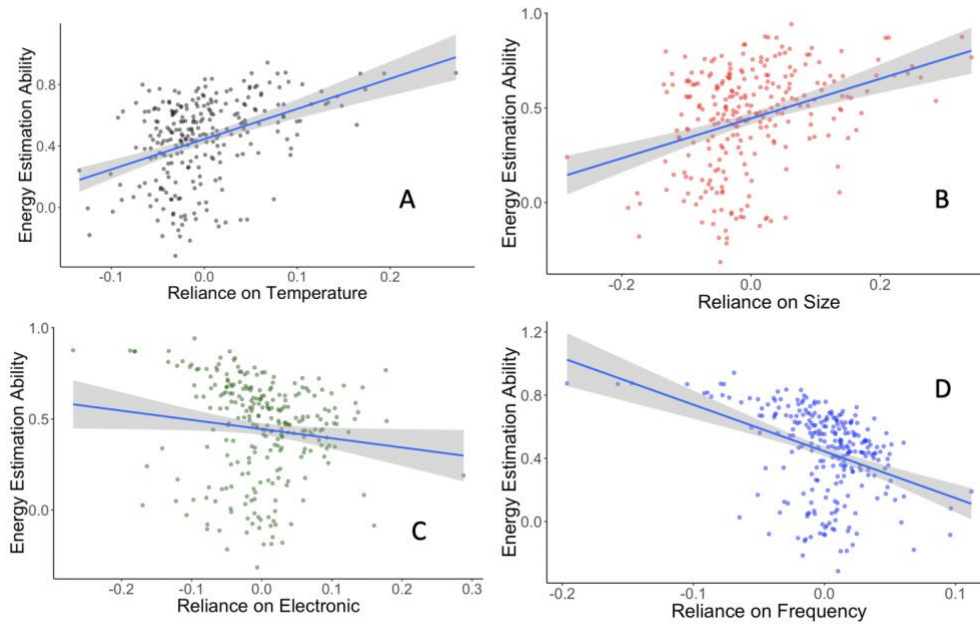 Energy Estimation Ability
0.8
0.4
0.0
-0.1
0.0
0.1
0.2
Reliance on Temperature
A
Energy Estimation Ability
1.0
0.5
0.0
-0.2
0.0
0.2
Reliance on Size
B
Energy Estimation Ability
1.0
0.5
0.0
-0.2
-0.1
0.0
0.1
0.2
0.3
Reliance on Electronic
C
Energy Estimation Ability
1.2
0.8
0.4
0.0
-0.2
-0.1
0.0
0.1
Reliance on Frequency
D